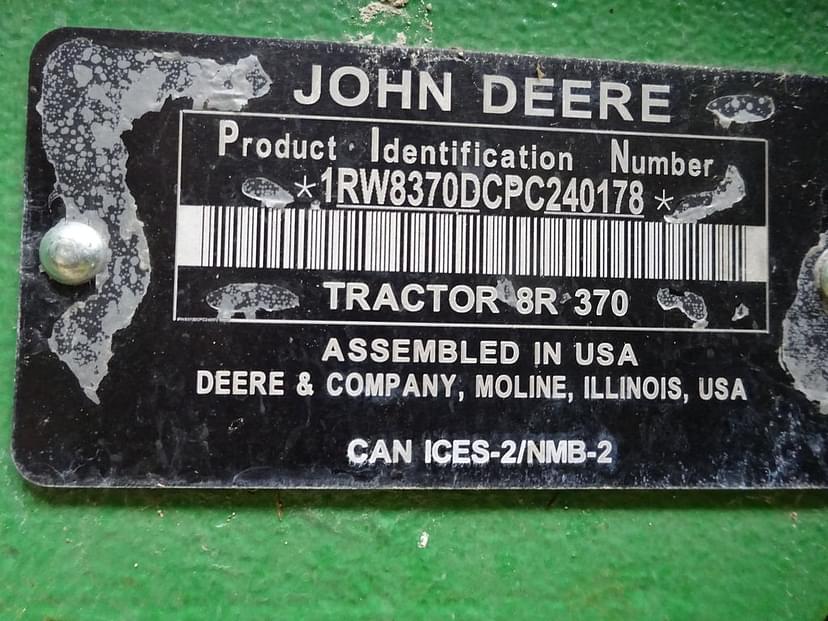 JOHN DEERE
Product Identification Number
*1RW8370DCPC240178*
TRACTOR 8R 370
ASSEMBLED IN USA
DEERE & COMPANY, MOLINE, ILLINOIS, USA
CAN ICES-2/NMB-2